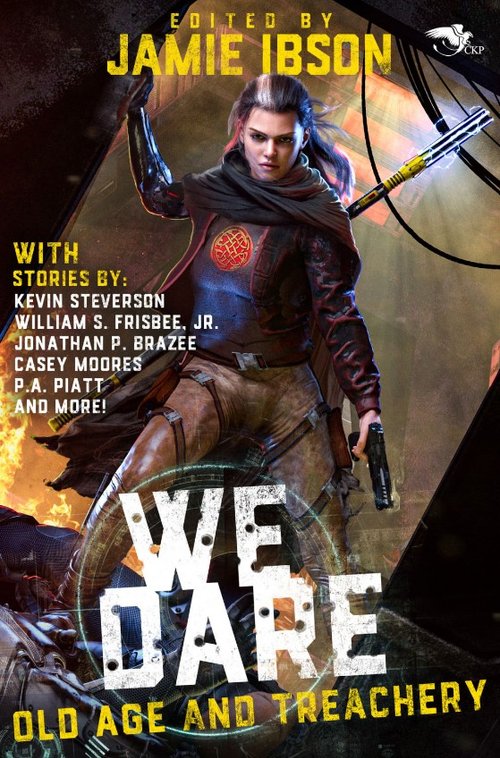 EDITED BY
JAMIE IBSON
CKP
WITH
STORIES BY:
KEVIN STEVERSON
WILLIAM S. FRISBEE, JR.
JONATHAN P. BRAZEE
CASEY MOORES
P.A. PIATT
AND MORE!
WE
DARE
OLD AGE AND TREACHERY